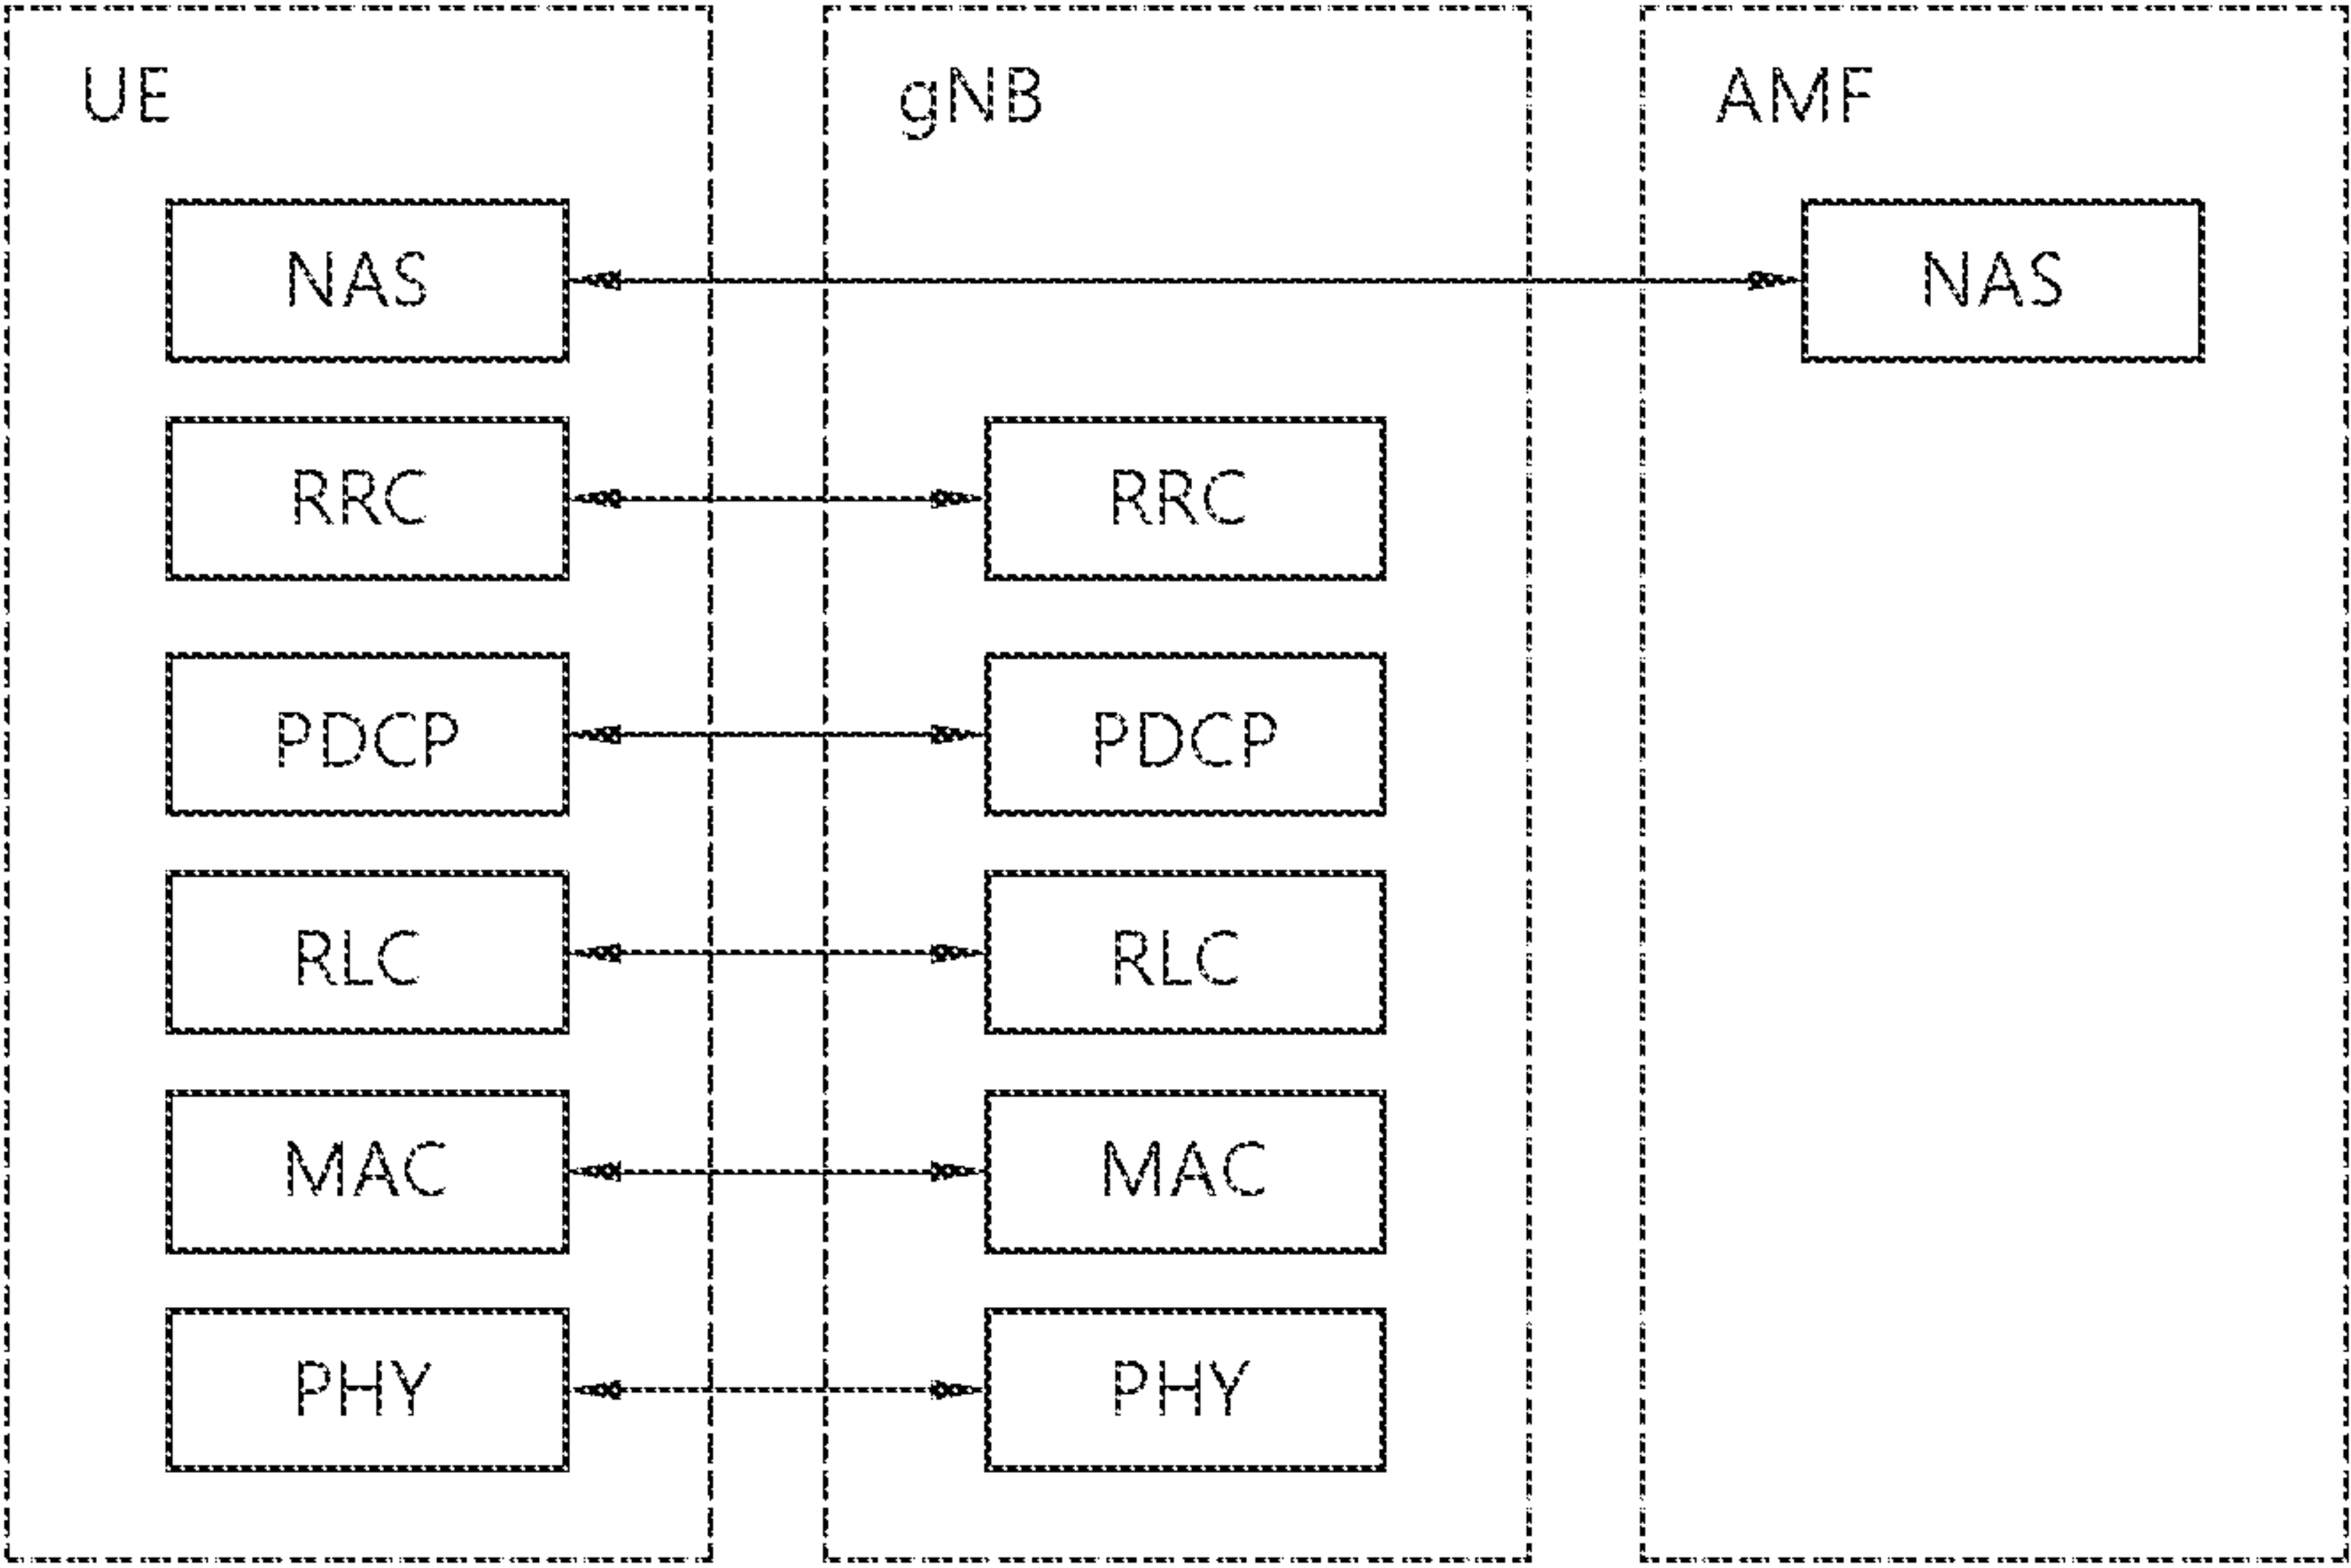 UE
gNB
AMF
NAS
NAS
RRC
RRC
PDCP
PDCP
RLC
RLC
MAC
MAC
PHY
PHY